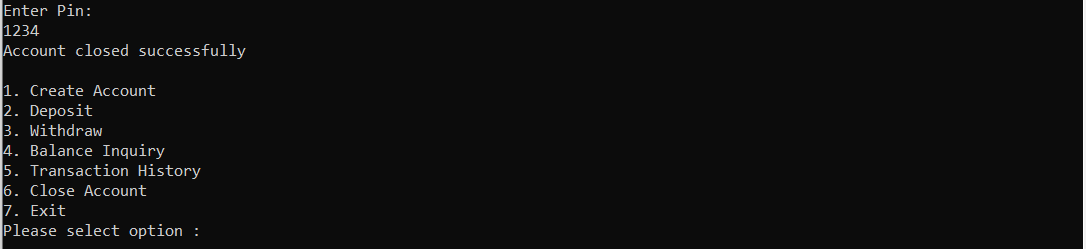 Enter Pin:
1234
Account closed successfully
1. Create Account
2. Deposit
3. Withdraw
4. Balance Inquiry
5. Transaction History
6. Close Account
7. Exit
Please select option :